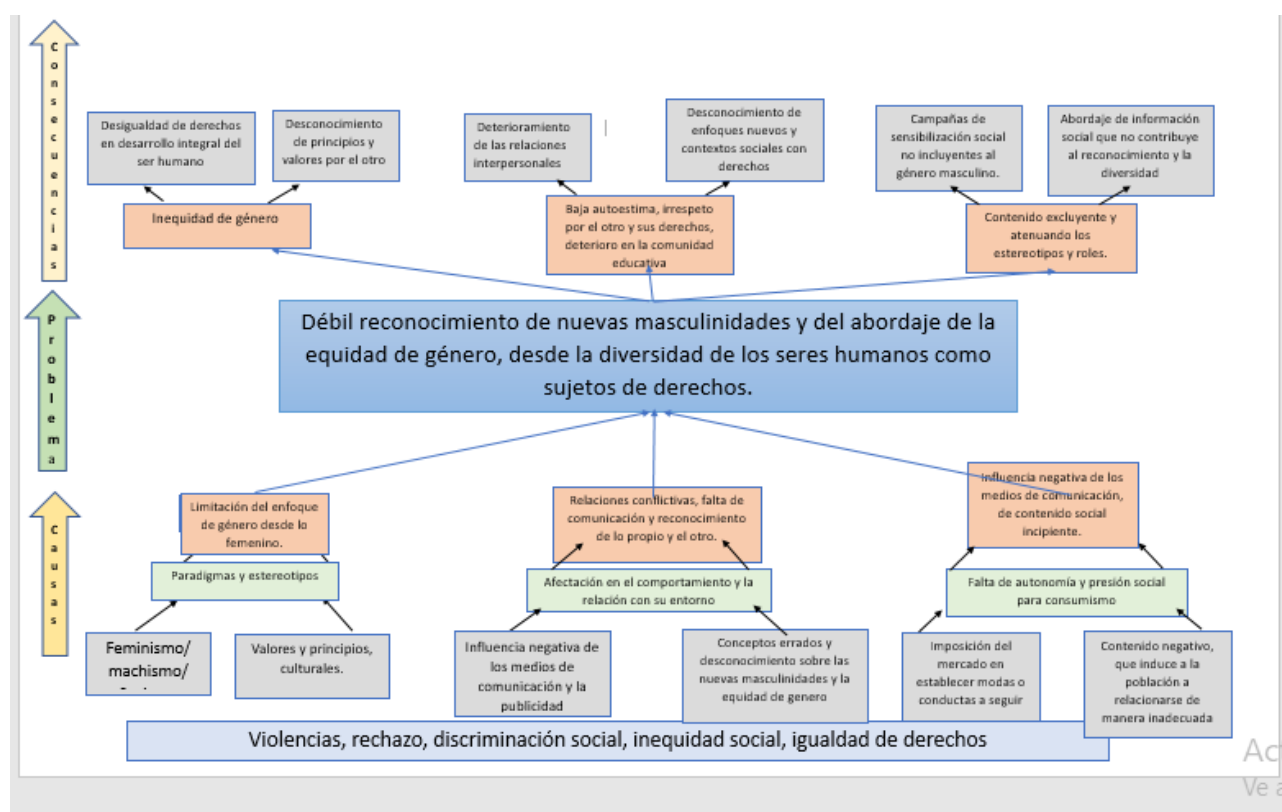 Consecuencias
Desigualdad de derechos
en desarrollo integral del
ser humano
Desconocimiento
de principios y
valores por el otro
Deterioramiento
de las relaciones
interpersonales
Desconocimiento de
enfoques nuevos y
contextos sociales con
derechos
Campañas de
sensibilización social
no incluyentes al
género masculino.
Abordaje de información
social que no contribuye
al reconocimiento y la
diversidad
Inequidad de género
Baja autoestima, irrespeto
por el otro y sus derechos,
deterioro en la comunidad
educativa
Contenido excluyente y
atenuando los
estereotipos y roles.
Problema
Débil reconocimiento de nuevas masculinidades y del abordaje de la
equidad de género, desde la diversidad de los seres humanos como
sujetos de derechos.
Causas
Limitación del enfoque
de género desde lo
femenino.
Relaciones conflictivas, falta de
comunicación y reconocimiento
de lo propio y el otro.
Influencia negativa de los
medios de comunicación,
de contenido social
incipiente.
Paradigmas y estereotipos
Afectación en el comportamiento y la
relación con su entorno
Falta de autonomía y presión social
para consumismo
Feminismo/
machismo/
Valores y principios,
culturales.
Influencia negativa de
los medios de
comunicación y la
publicidad
Conceptos errados y
desconocimiento sobre las
nuevas masculinidades y la
equidad de genero
Imposición del
mercado en
establecer modas o
conductas a seguir
Contenido negativo,
que induce a la
población a
relacionarse de
manera inadecuada
Violencias, rechazo, discriminación social, inequidad social, igualdad de derechos
Ac
Ve a